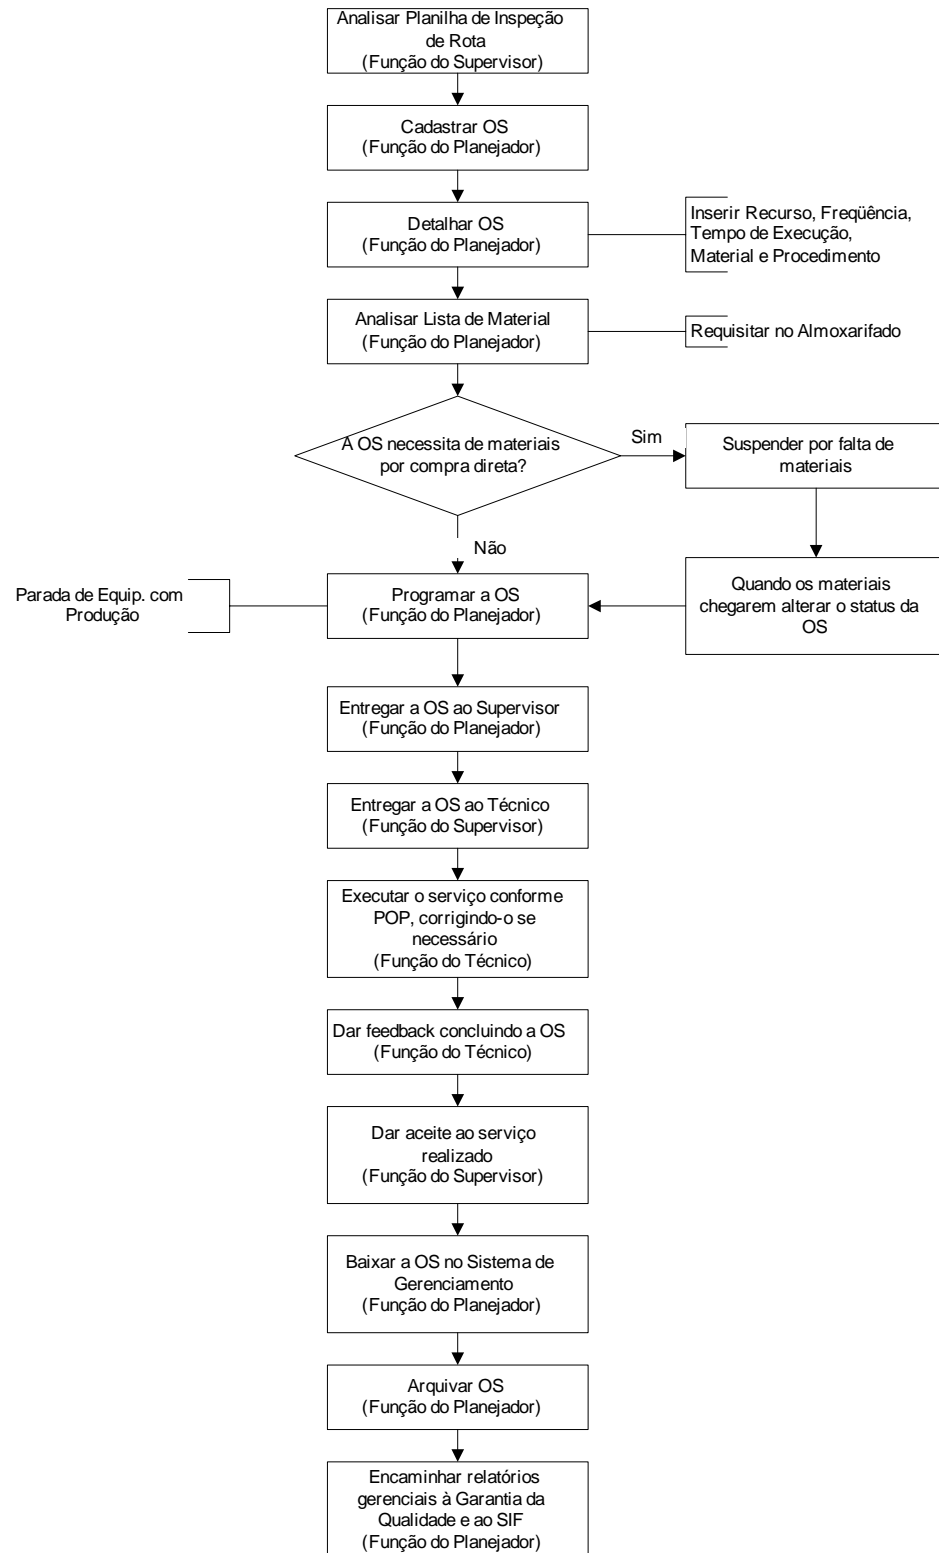 Analisar Planilha de Inspeção
de Rota
(Função do Supervisor)
Cadastrar OS
(Função do Planejador)
Detalhar OS
(Função do Planejador)
Inserir Recurso, Freqüência,
Tempo de Execução,
Material e Procedimento
Analisar Lista de Material
(Função do Planejador)
Requisitar no Almoxarifado
A OS necessita de materiais
por compra direta?
Sim
Suspender por falta de
materiais
Não
Parada de Equip. com
Produção
Programar a OS
(Função do Planejador)
Quando os materiais
chegarem alterar o status da
OS
Entregar a OS ao Supervisor
(Função do Planejador)
Entregar a OS ao Técnico
(Função do Supervisor)
Executar o serviço conforme
POP, corrigindo-o se
necessário
(Função do Técnico)
Dar feedback concluindo a OS
(Função do Técnico)
Dar aceite ao serviço
realizado
(Função do Supervisor)
Baixar a OS no Sistema de
Gerenciamento
(Função do Planejador)
Arquivar OS
(Função do Planejador)
Encaminhar relatórios
gerenciais à Garantia da
Qualidade e ao SIF
(Função do Planejador)